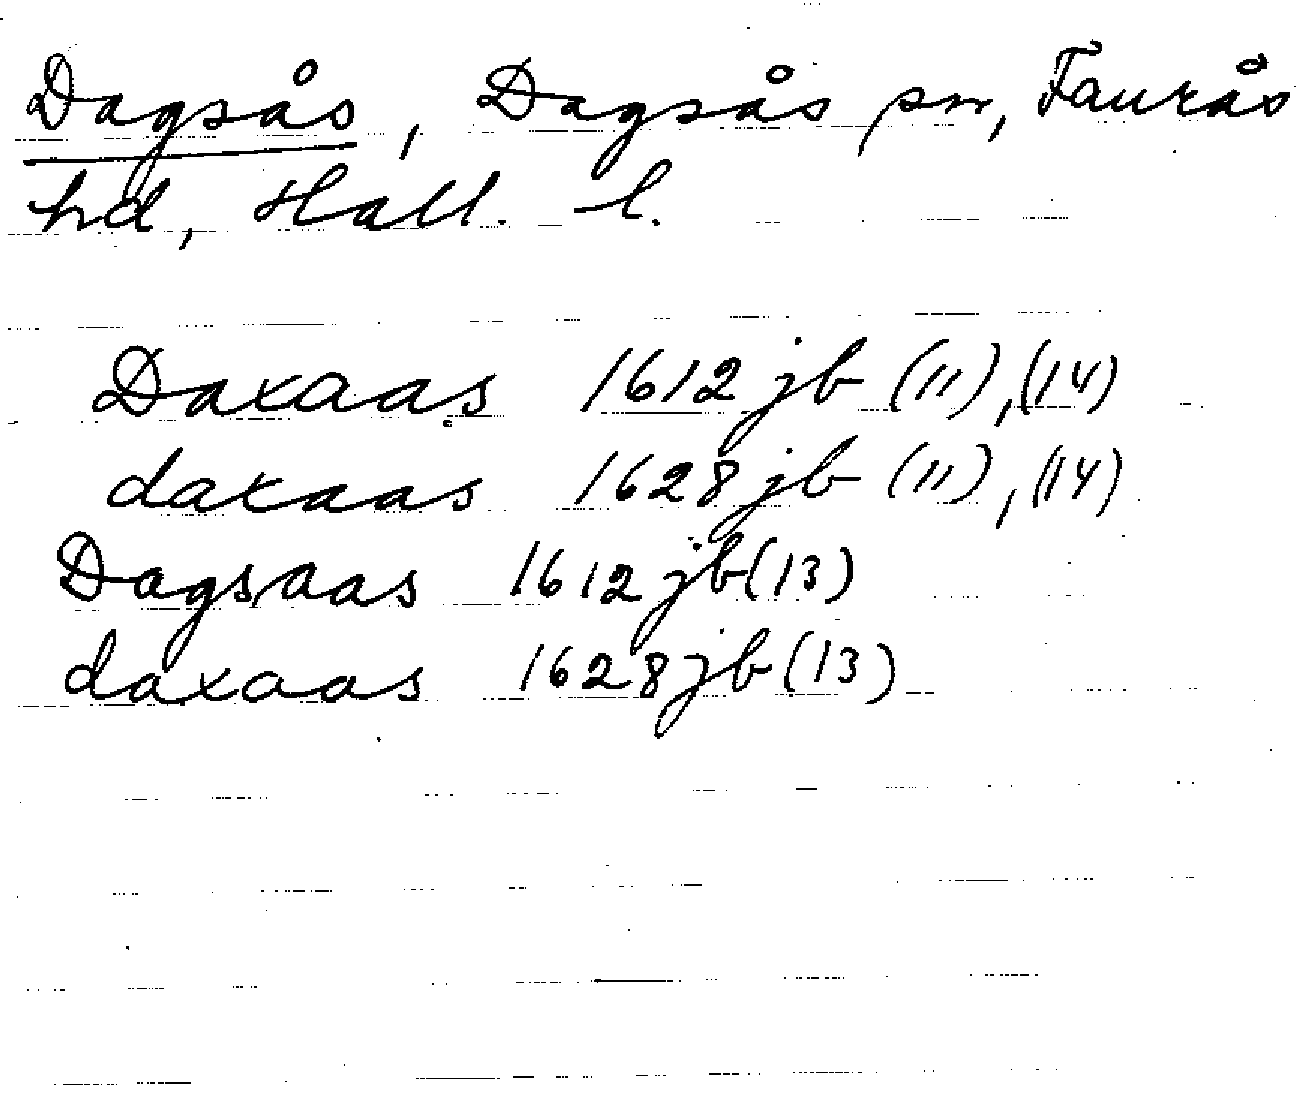 Dagsås, Dagsås sn, Faurås
hd, Hall. l.
Daxaas 1612 jb (11), (14)
daxaas 1628 jb (11), (14)
Dagsaas 1612 jb (13)
daxaas 1628 jb (13)